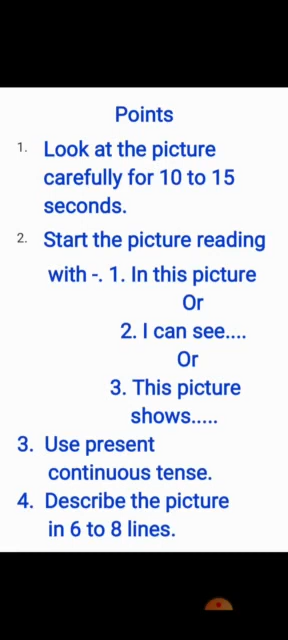 Points
1. Look at the picture
carefully for 10 to 15
seconds.
2. Start the picture reading
with -. 1. In this picture
Or
2. I can see....
Or
3. This picture
shows.....
3. Use present
continuous tense.
4. Describe the picture
in 6 to 8 lines.